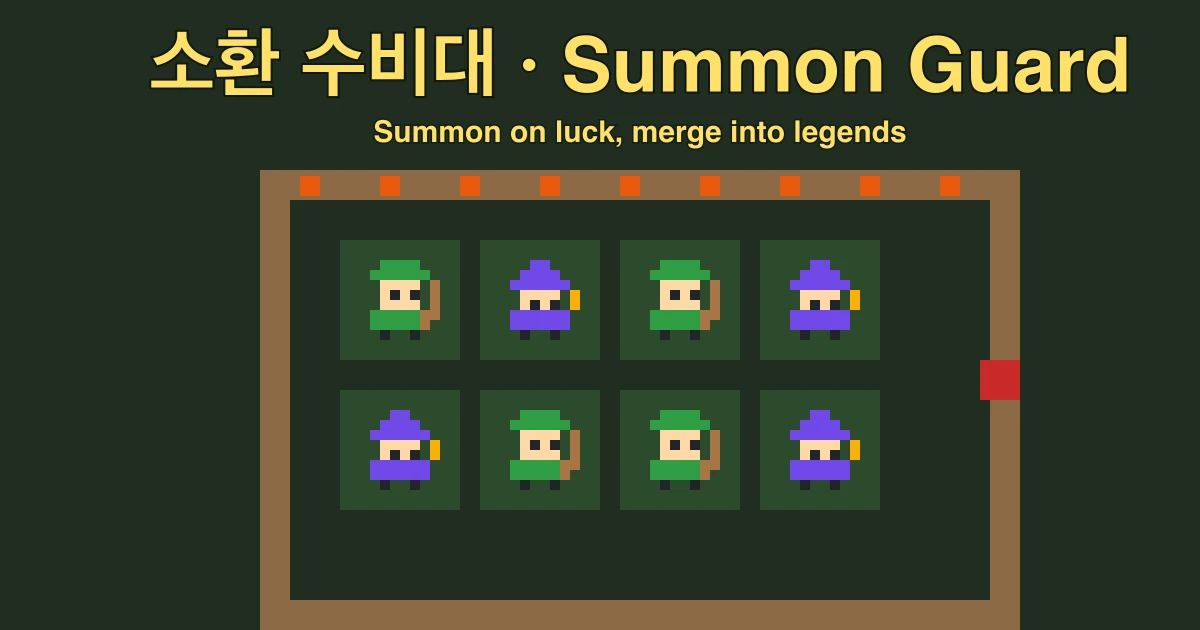 소환 수비대 · Summon Guard
Summon on luck, merge into legends